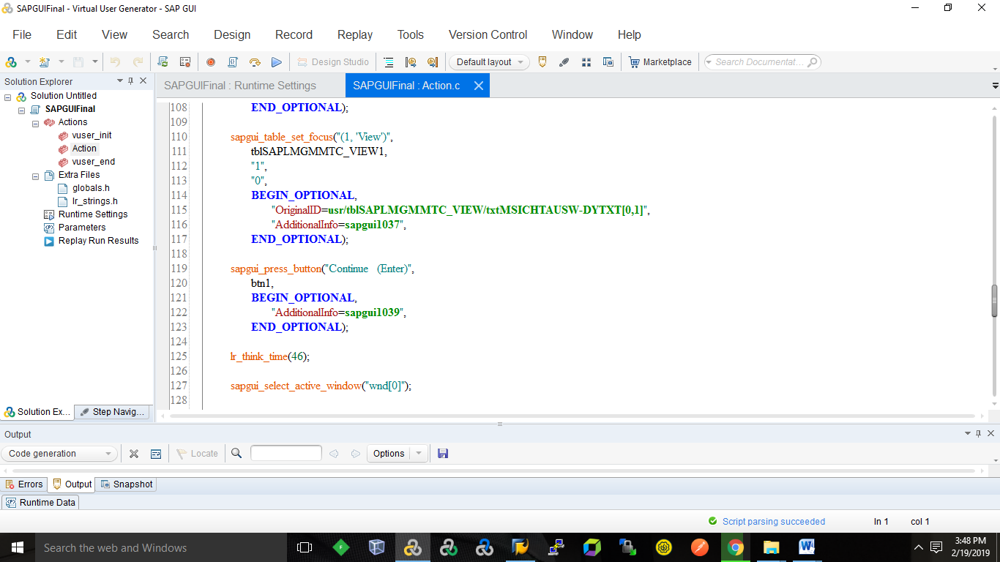 SAPGUIFinal - Virtual User Generator - SAP GUI
File Edit View Search Design Record Replay Tools Version Control Window Help
Design Studio Default layout Marketplace Search Documentat...
Solution Explorer
Solution Untitled
SAPGUIFinal
Actions
vuser_init
Action
vuser_end
Extra Files
globals.h
lr_strings.h
Runtime Settings
Parameters
Replay Run Results
Solution Ex... Step Navig...
SAPGUIFinal : Runtime Settings SAPGUIFinal : Action.c
108 END_OPTIONAL);
109
110 sapgui_table_set_focus("(1, 'View')",
111 tblSAPLMGMMTC_VIEW1,
112 "1",
113 "0",
114 BEGIN_OPTIONAL,
115 "OriginalID=usr/tblSAPLMGMMTC_VIEW/txtMSICHTAUSW-DYTXT[0,1]",
116 "AdditionalInfo=sapgui1037",
117 END_OPTIONAL);
118
119 sapgui_press_button("Continue   (Enter)",
120 btn1,
121 BEGIN_OPTIONAL,
122 "AdditionalInfo=sapgui1039",
123 END_OPTIONAL);
124
125 lr_think_time(46);
126
127 sapgui_select_active_window("wnd[0]");
128
Output
Code generation Locate Options
Errors Output Snapshot
Runtime Data
Script parsing succeeded ln 1 col 1
Search the web and Windows
3:48 PM
2/19/2019